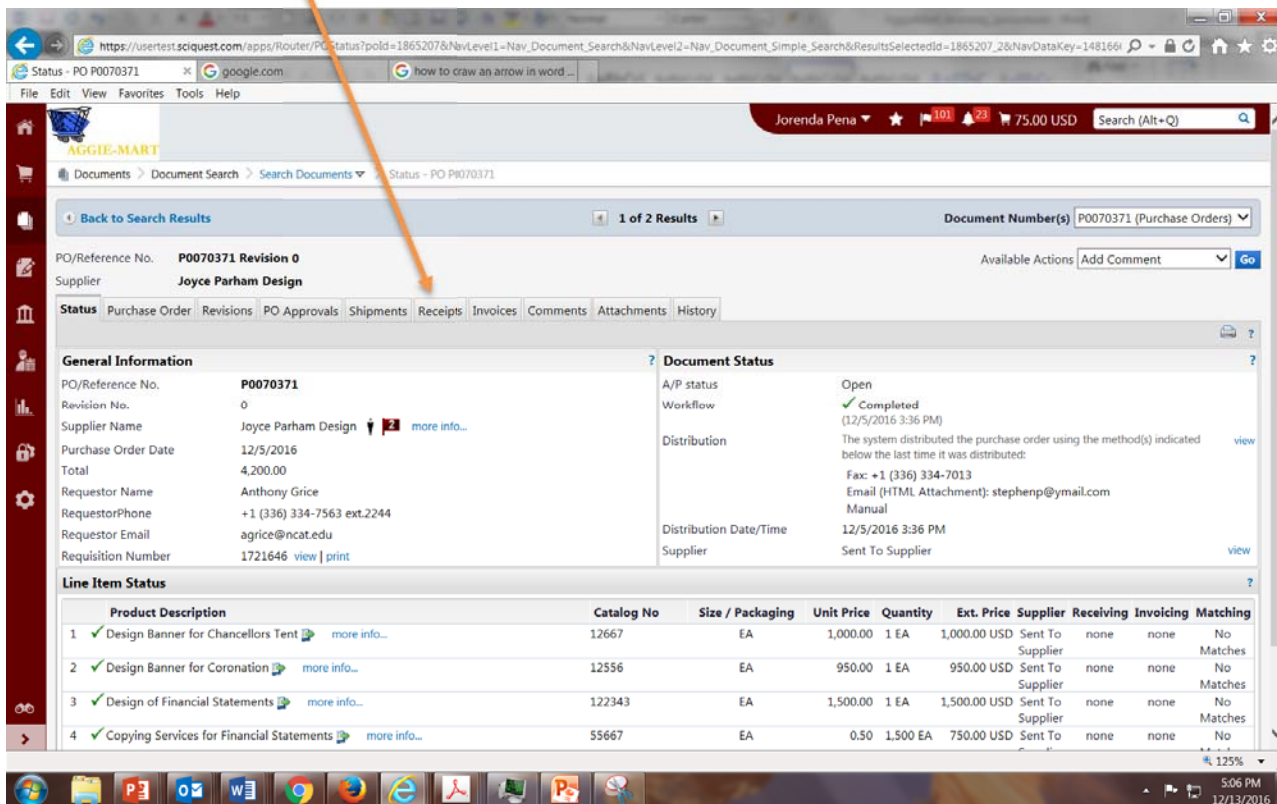 https://usertest.sciquest.com/apps/Router/POStatus?poId=1865207&NavLevel1=Nav_Document_Search&NavLevel2=Nav_Document_Simple_Search&ResultsSelectedId=1865207_2&NavDataKey=148166
Status - PO P0070371 × google.com how to craw an arrow in word ...
File Edit View Favorites Tools Help
AGGIE-MART
Jorenda Pena 101 23 75.00 USD Search (Alt+Q)
Documents > Document Search > Search Documents > Status - PO P0070371
Back to Search Results 1 of 2 Results Document Number(s) P0070371 (Purchase Orders)
PO/Reference No. P0070371 Revision 0 Available Actions Add Comment Go
Supplier Joyce Parham Design
Status Purchase Order Revisions PO Approvals Shipments Receipts Invoices Comments Attachments History
?
General Information ? Document Status ?
PO/Reference No. P0070371 A/P status Open
Revision No. 0 Workflow ✓ Completed
(12/5/2016 3:36 PM)
Supplier Name Joyce Parham Design 2 more info...
Distribution The system distributed the purchase order using the method(s) indicated view
below the last time it was distributed:
Purchase Order Date 12/5/2016
Total 4,200.00 Fax: +1 (336) 334-7013
Requestor Name Anthony Grice Email (HTML Attachment): stephenp@ymail.com
RequestorPhone +1 (336) 334-7563 ext.2244 Manual
Requestor Email agrice@ncat.edu Distribution Date/Time 12/5/2016 3:36 PM
Requisition Number 1721646 view | print Supplier Sent To Supplier view
Line Item Status ?
Product Description Catalog No Size / Packaging Unit Price Quantity Ext. Price Supplier Receiving Invoicing Matching
1 ✓ Design Banner for Chancellors Tent more info... 12667 EA 1,000.00 1 EA 1,000.00 USD Sent To none none No
Supplier Matches
2 ✓ Design Banner for Coronation more info... 12556 EA 950.00 1 EA 950.00 USD Sent To none none No
Supplier Matches
3 ✓ Design of Financial Statements more info... 122343 EA 1,500.00 1 EA 1,500.00 USD Sent To none none No
Supplier Matches
4 ✓ Copying Services for Financial Statements more info... 55667 EA 0.50 1,500 EA 750.00 USD Sent To none none No
125%
5:06 PM
12/13/2016